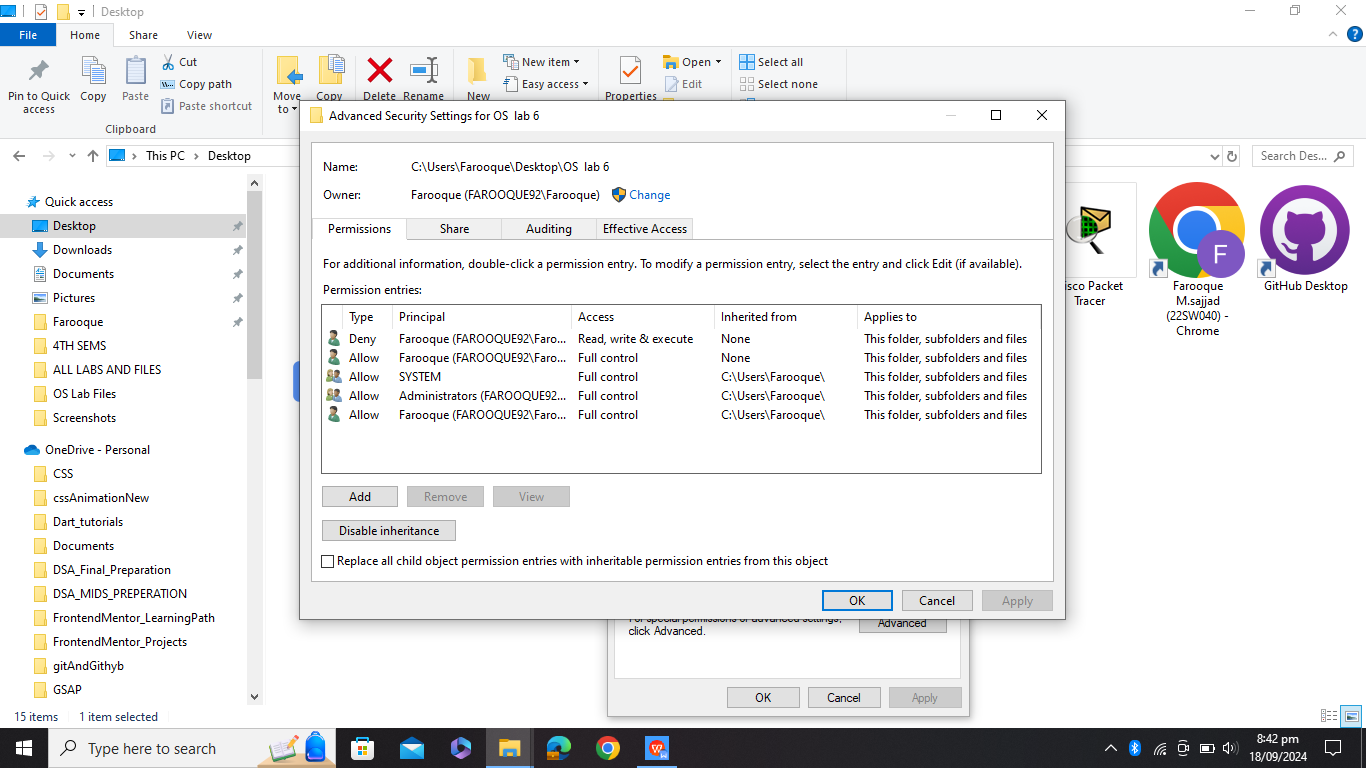 Desktop
File Home Share View
Pin to Quick access
Copy
Paste
Cut
Copy path
Paste shortcut
Clipboard
Move to
Copy
Delete
Rename
New
New item
Easy access
Properties
Open
Edit
Select all
Select none
This PC > Desktop
Search Des...
Quick access
Desktop
Downloads
Documents
Pictures
Farooque
4TH SEMS
ALL LABS AND FILES
OS Lab Files
Screenshots
OneDrive - Personal
CSS
cssAnimationNew
Dart_tutorials
Documents
DSA_Final_Preparation
DSA_MIDS_PREPERATION
FrontendMentor_LearningPath
FrontendMentor_Projects
gitAndGithyb
GSAP
15 items 1 item selected
Advanced Security Settings for OS lab 6
Name: C:\Users\Farooque\Desktop\OS lab 6
Owner: Farooque (FAROOQUE92\Farooque) Change
Permissions Share Auditing Effective Access
For additional information, double-click a permission entry. To modify a permission entry, select the entry and click Edit (if available).
Permission entries:
Type Principal Access Inherited from Applies to
Deny Farooque (FAROOQUE92\Faro... Read, write & execute None This folder, subfolders and files
Allow Farooque (FAROOQUE92\Faro... Full control None This folder, subfolders and files
Allow SYSTEM Full control C:\Users\Farooque\ This folder, subfolders and files
Allow Administrators (FAROOQUE92... Full control C:\Users\Farooque\ This folder, subfolders and files
Allow Farooque (FAROOQUE92\Faro... Full control C:\Users\Farooque\ This folder, subfolders and files
Add Remove View
Disable inheritance
Replace all child object permission entries with inheritable permission entries from this object
OK Cancel Apply
For special permissions or advanced settings,
click Advanced.
Advanced
OK Cancel Apply
isco Packet
Tracer
F
Farooque
M.sajjad
(22SW040) -
Chrome
GitHub Desktop
Type here to search
8:42 pm
18/09/2024